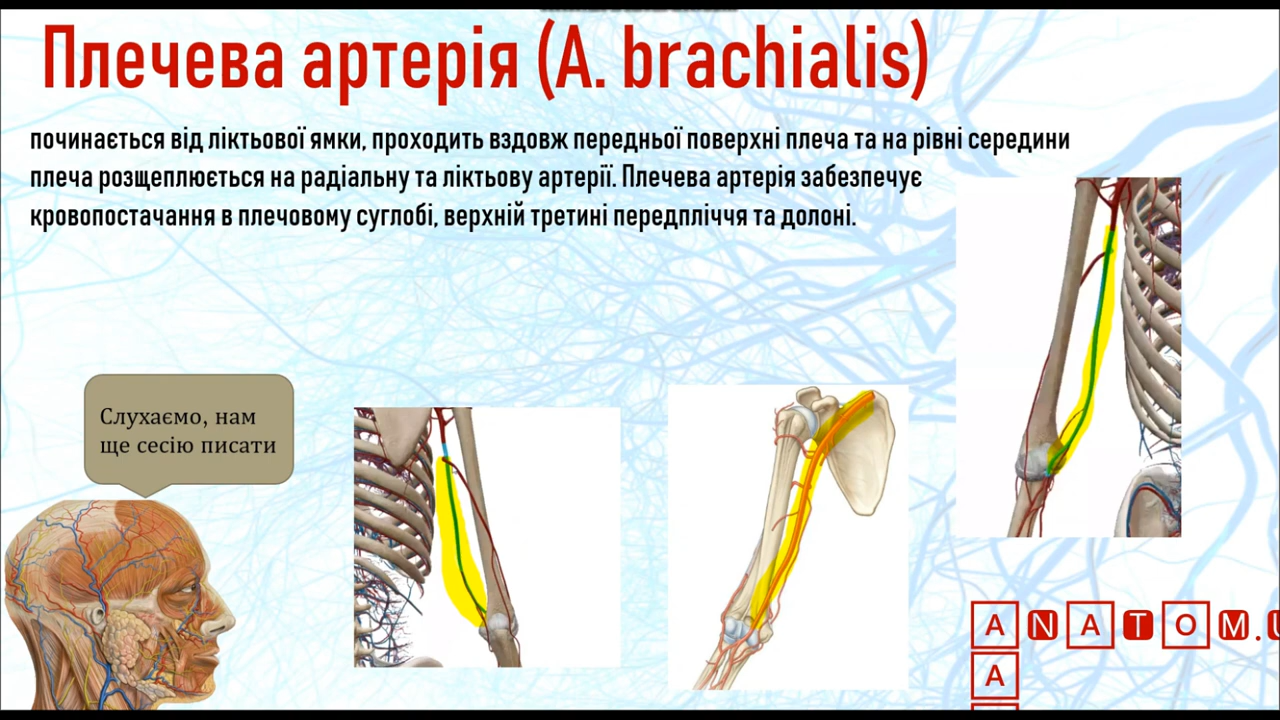 Плечева артерія (A. brachialis)
починається від ліктьової ямки, проходить вздовж передньої поверхні плеча та на рівні середини
плеча розщеплюється на радіальну та ліктьову артерії. Плечева артерія забезпечує
кровопостачання в плечовому суглобі, верхній третині передпліччя та долоні.
Слухаємо, нам
ще сесію писати
ANATOM.
A